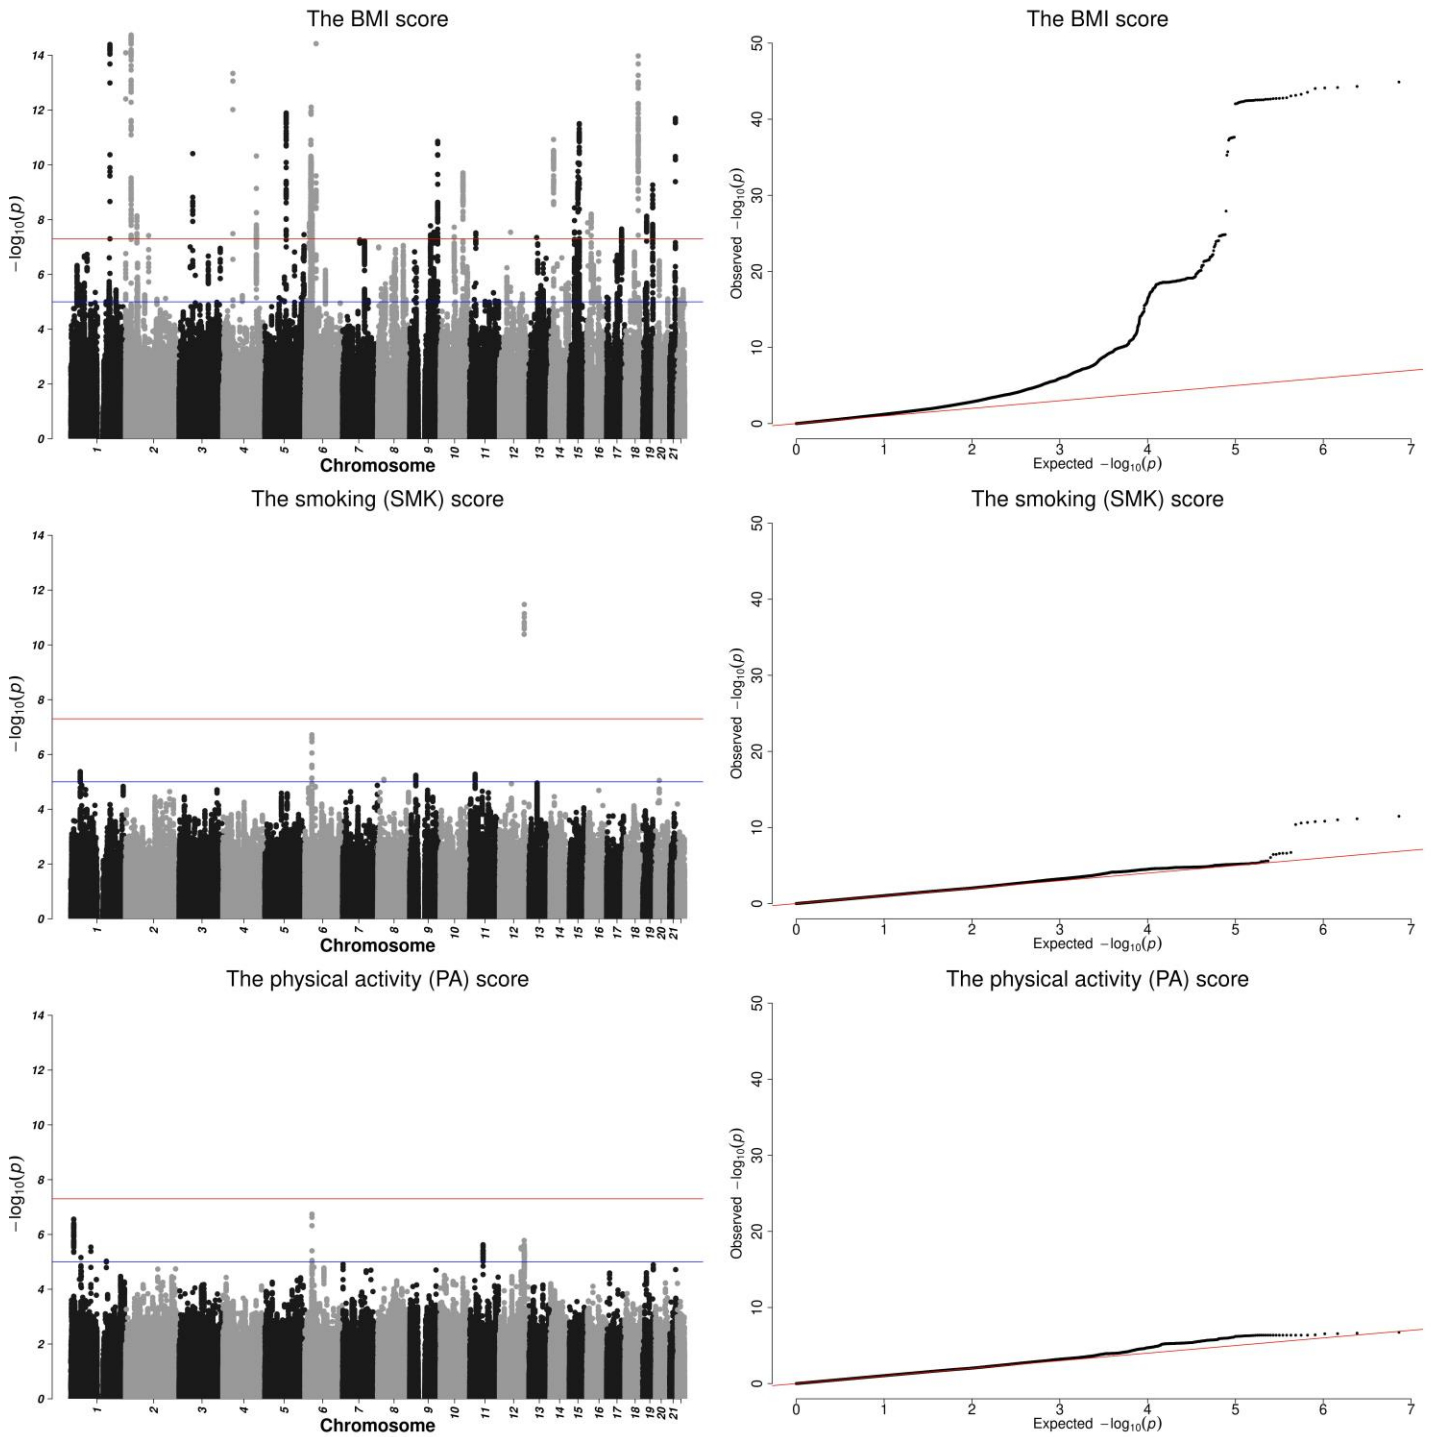 The BMI score
14
12
10
8
6
4
2
0
−log10(p)
1 2 3 4 5 6 7 8 9 10 11 12 13 14 15 16 17 18 19 20 21
Chromosome
The BMI score
50
40
30
20
10
0
Observed −log10(p)
0 1 2 3 4 5 6 7
Expected −log10(p)
The smoking (SMK) score
14
12
10
8
6
4
2
0
−log10(p)
1 2 3 4 5 6 7 8 9 10 11 12 13 14 15 16 17 18 19 20 21
Chromosome
The smoking (SMK) score
50
40
30
20
10
0
Observed −log10(p)
0 1 2 3 4 5 6 7
Expected −log10(p)
The physical activity (PA) score
14
12
10
8
6
4
2
0
−log10(p)
1 2 3 4 5 6 7 8 9 10 11 12 13 14 15 16 17 18 19 20 21
Chromosome
The physical activity (PA) score
50
40
30
20
10
0
Observed −log10(p)
0 1 2 3 4 5 6 7
Expected −log10(p)